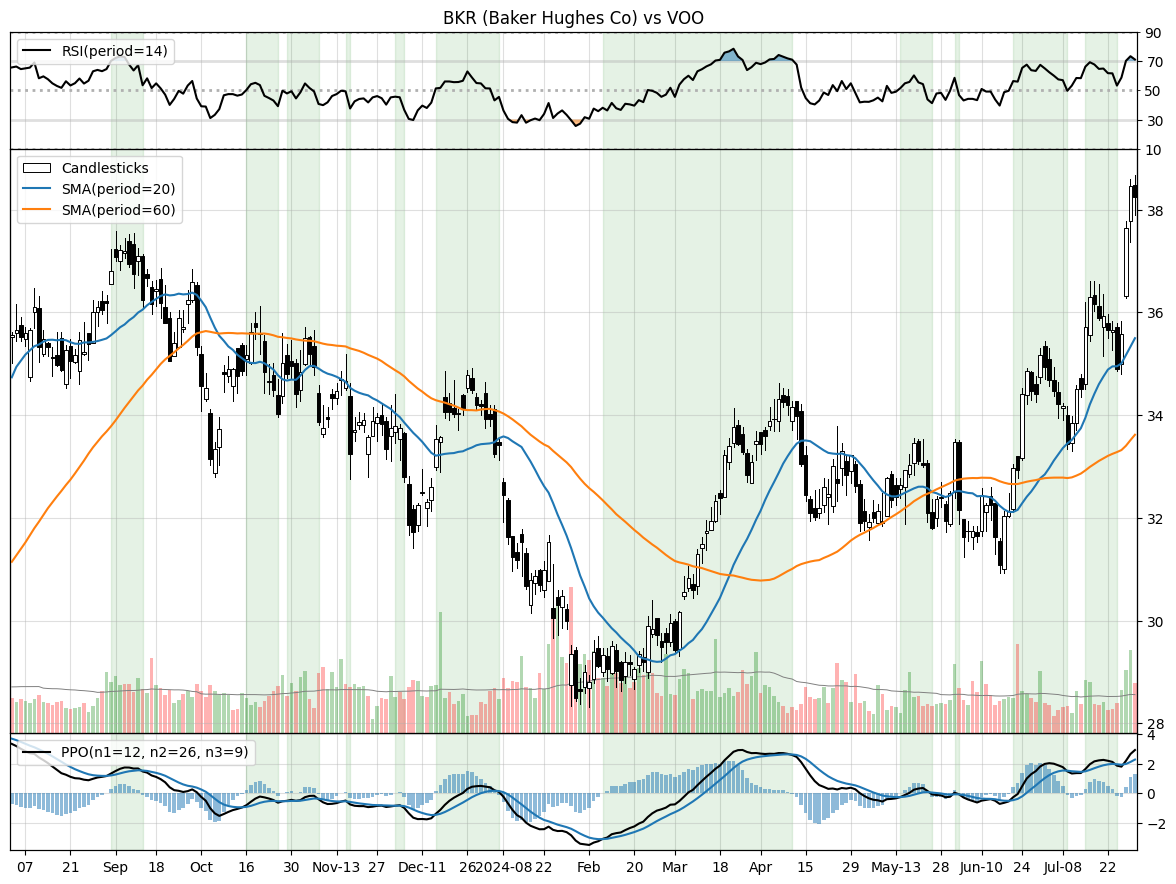 BKR (Baker Hughes Co) vs VOO
RSI(period=14)
90
70
50
30
10
Candlesticks
SMA(period=20)
SMA(period=60)
38
36
34
32
30
28
PPO(n1=12, n2=26, n3=9)
4
2
0
−2
07 21 Sep 18 Oct 16 30 Nov-13 27 Dec-11 26 2024-08 22 Feb 20 Mar 18 Apr 15 29 May-13 28 Jun-10 24 Jul-08 22